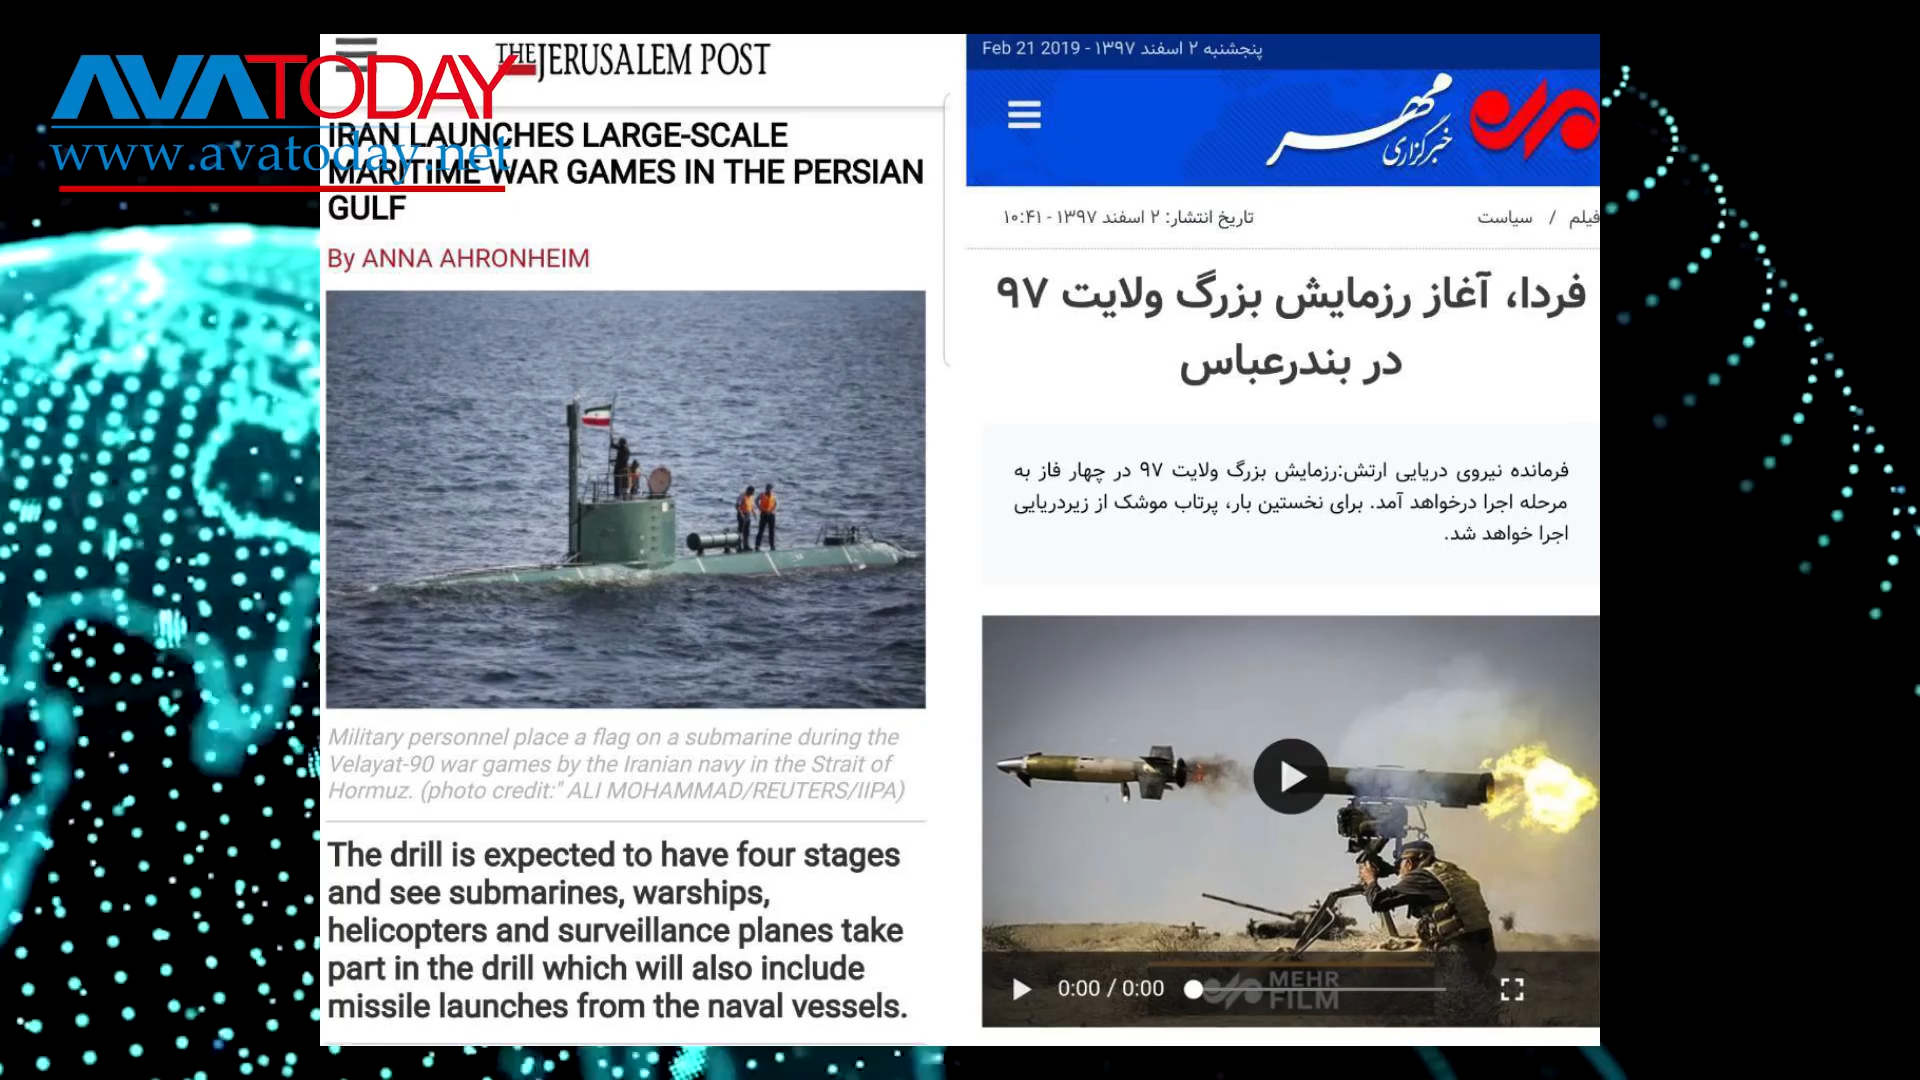 AVATODAY
www.avatoday.net
THE JERUSALEM POST
IRAN LAUNCHES LARGE-SCALE
MARITIME WAR GAMES IN THE PERSIAN
GULF
By ANNA AHRONHEIM
Military personnel place a flag on a submarine during the
Velayat-90 war games by the Iranian navy in the Strait of
Hormuz. (photo credit:" ALI MOHAMMAD/REUTERS/IIPA)
The drill is expected to have four stages
and see submarines, warships,
helicopters and surveillance planes take
part in the drill which will also include
missile launches from the naval vessels.
پنجشنبه ۲ اسفند ۱۳۹۷ - Feb 21 2019
خبرگزاری مهر
فیلم / سیاست
تاریخ انتشار: ۲ اسفند ۱۳۹۷ - ۱۰:۴۱
فردا، آغاز رزمایش بزرگ ولایت ۹۷
در بندرعباس
فرمانده نیروی دریایی ارتش:رزمایش بزرگ ولایت ۹۷ در چهار فاز به
مرحله اجرا درخواهد آمد. برای نخستین بار، پرتاب موشک از زیردریایی
اجرا خواهد شد.
0:00 / 0:00
MEHR
FILM